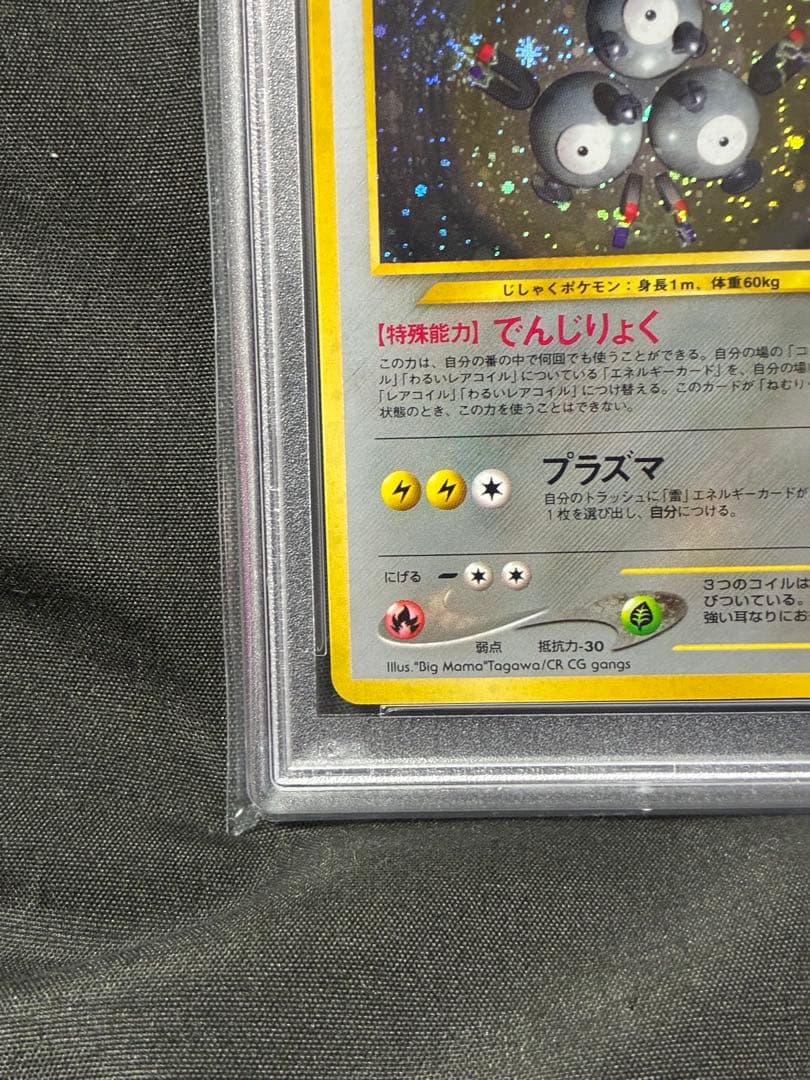 じしゃくポケモン：身長1m、体重60kg
【特殊能力】でんじりょく
この力は、自分の番の中で何回でも使うことができる。自分の場の「コ
ル」「わるいレアコイル」についている「エネルギーカード」を、自分の場
「レアコイル」「わるいレアコイル」につけ替える。このカードが「ねむり
状態のとき、この力を使うことはできない。
プラズマ
自分のトラッシュに「雷」エネルギーカードが
1枚を選び出し、自分につける。
にげる
3つのコイルは
びついている。
強い耳なりにお
弱点 抵抗力-30
Illus."Big Mama"Tagawa/CR CG gangs